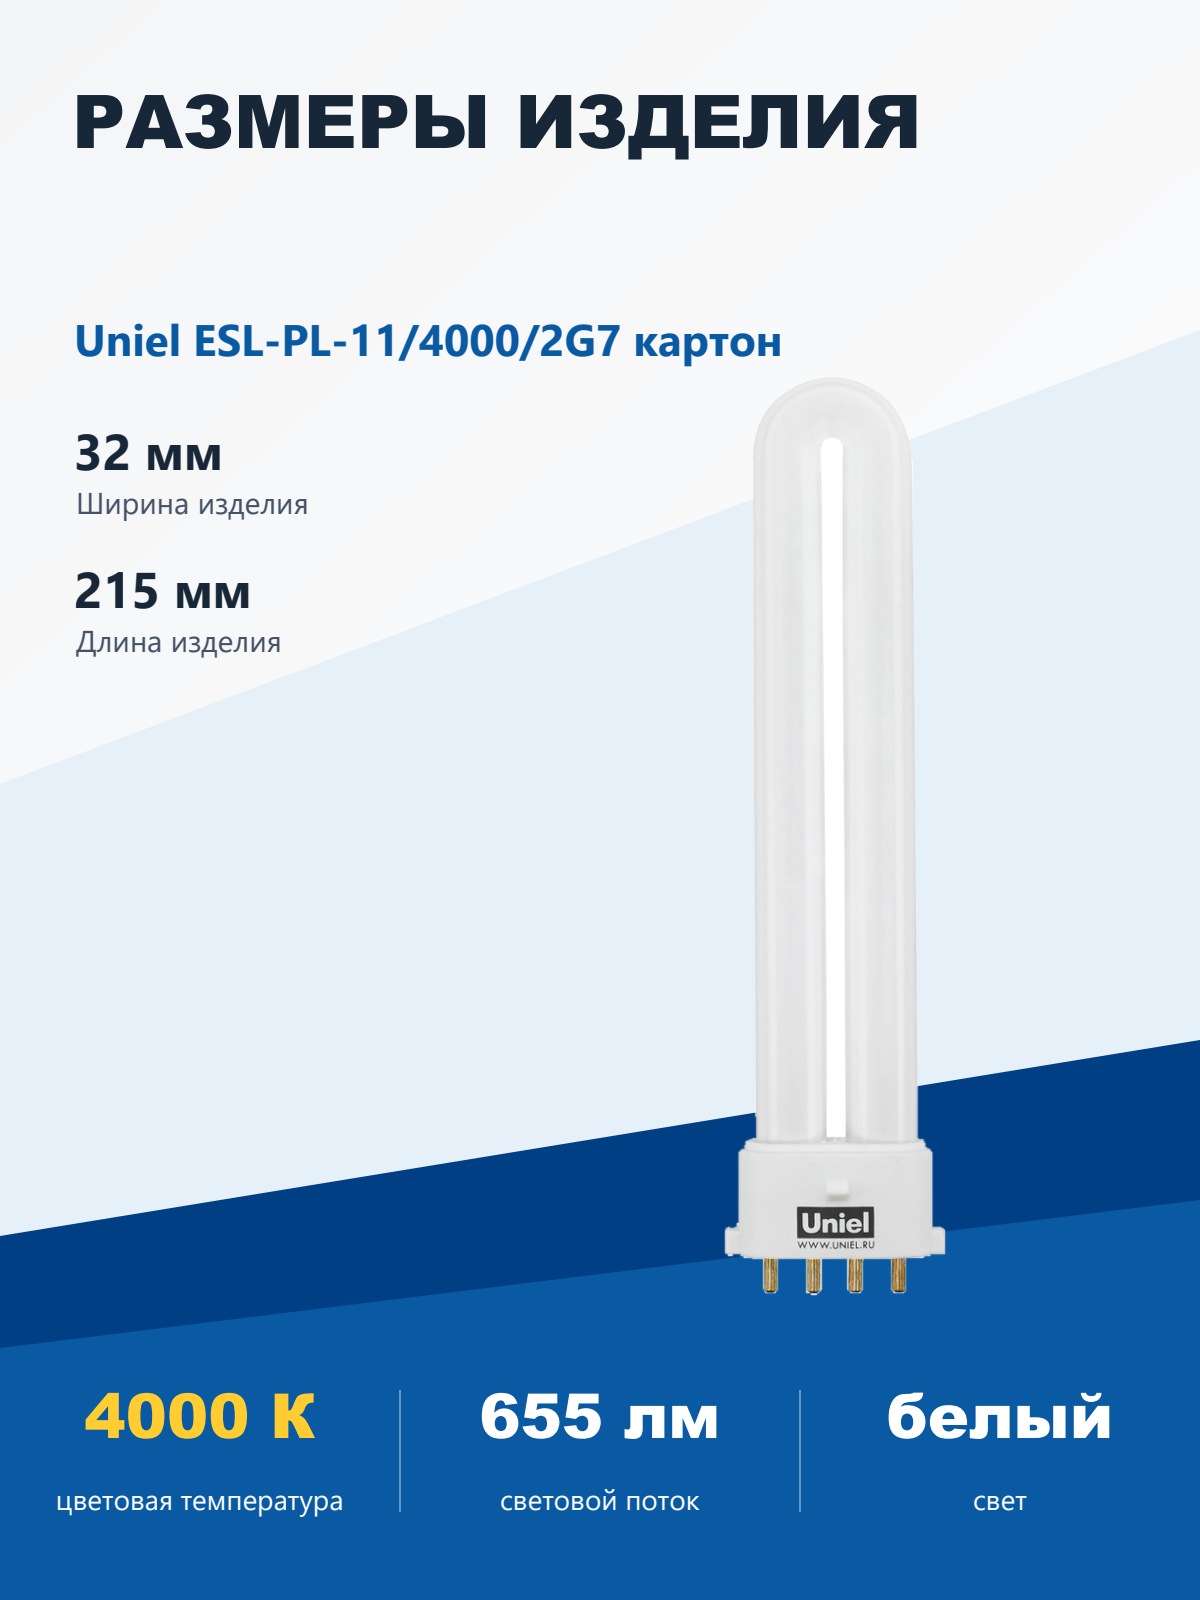 РАЗМЕРЫ ИЗДЕЛИЯ
Uniel ESL-PL-11/4000/2G7 картон
32 мм
Ширина изделия
215 мм
Длина изделия
Uniel
WWW.UNIEL.RU
4000 К
цветовая температура
655 лм
световой поток
белый
свет